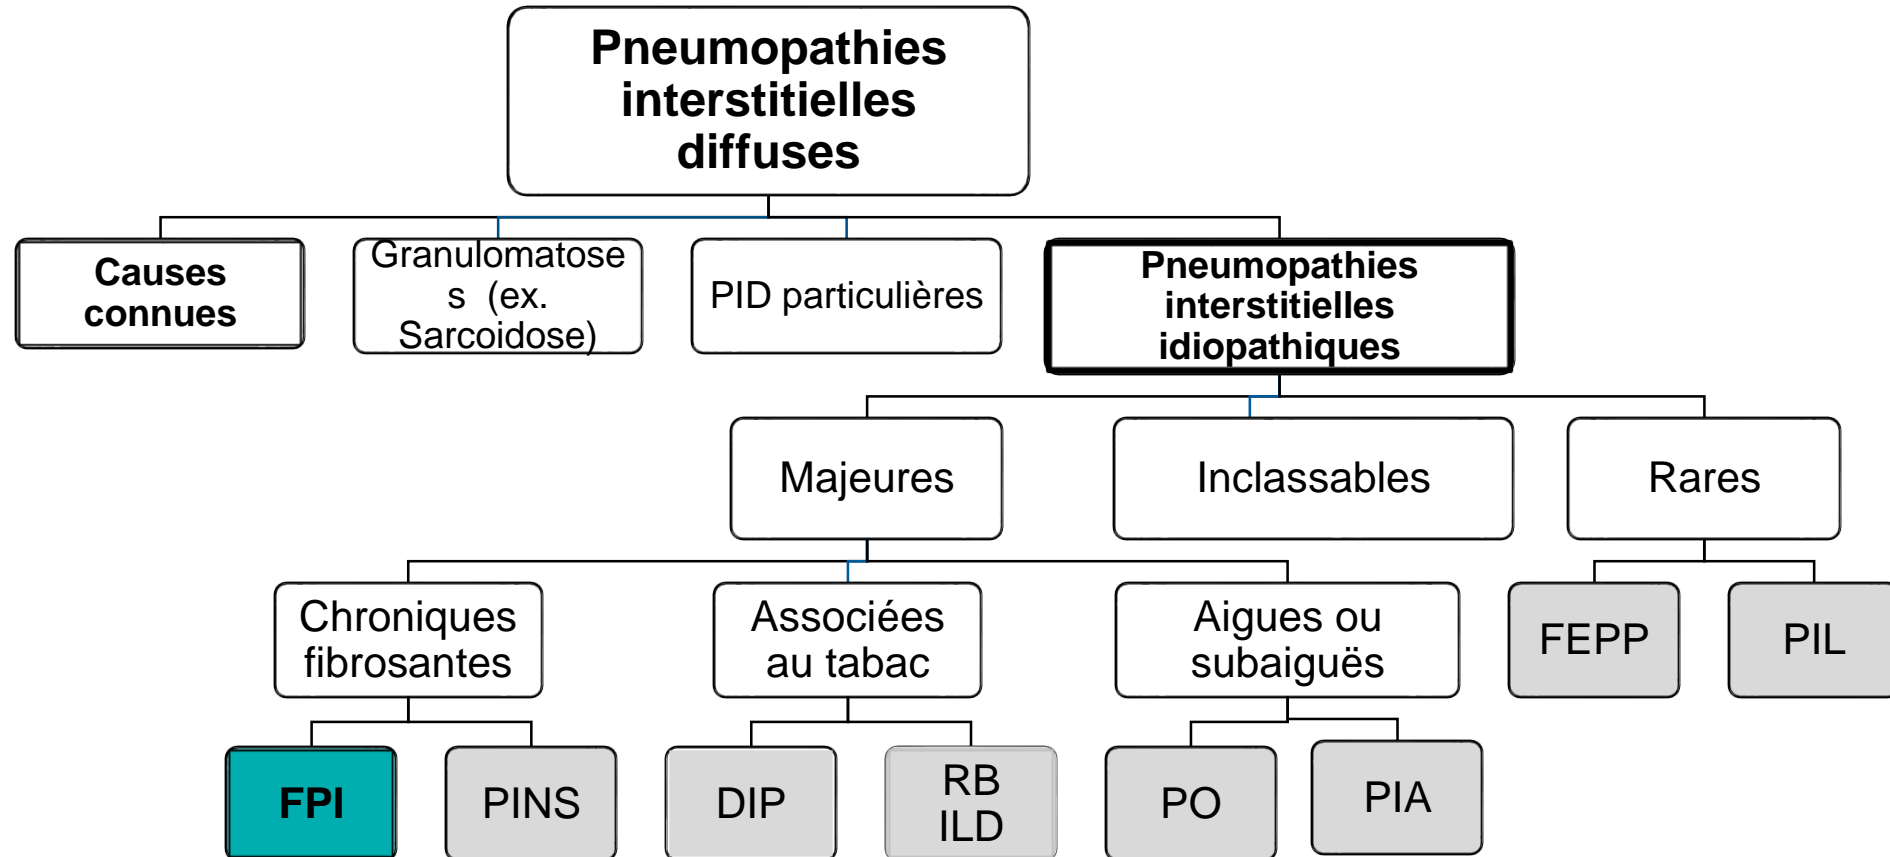 Pneumopathies
interstitielles
diffuses
Causes
connues
Granulomatose
s (ex.
Sarcoidose)
PID particulières
Pneumopathies
interstitielles
idiopathiques
Majeures
Inclassables
Rares
Chroniques
fibrosantes
Associées
au tabac
Aigues ou
subaiguës
FEPP
PIL
FPI
PINS
DIP
RB
ILD
PO
PIA